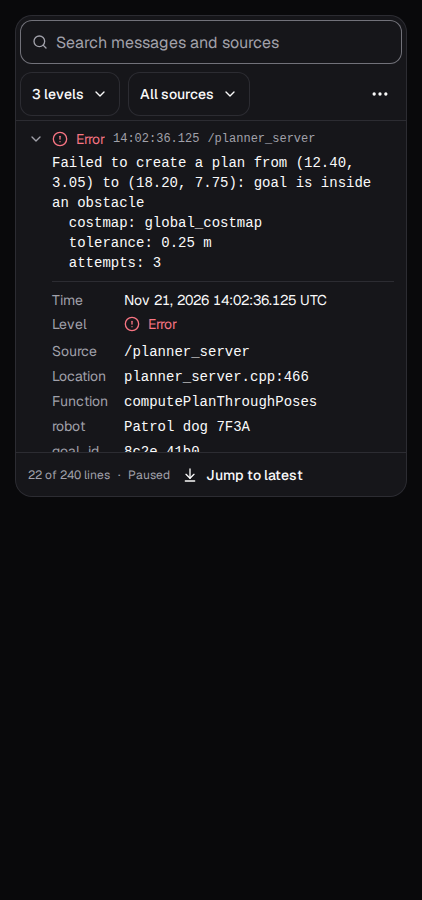 Search messages and sources
3 levels
All sources
Error 14:02:36.125 /planner_server
Failed to create a plan from (12.40,
3.05) to (18.20, 7.75): goal is inside
an obstacle
costmap: global_costmap
tolerance: 0.25 m
attempts: 3
Time Nov 21, 2026 14:02:36.125 UTC
Level Error
Source /planner_server
Location planner_server.cpp:466
Function computePlanThroughPoses
robot Patrol dog 7F3A
goal_id 8c2e-41b0
22 of 240 lines · Paused
Jump to latest